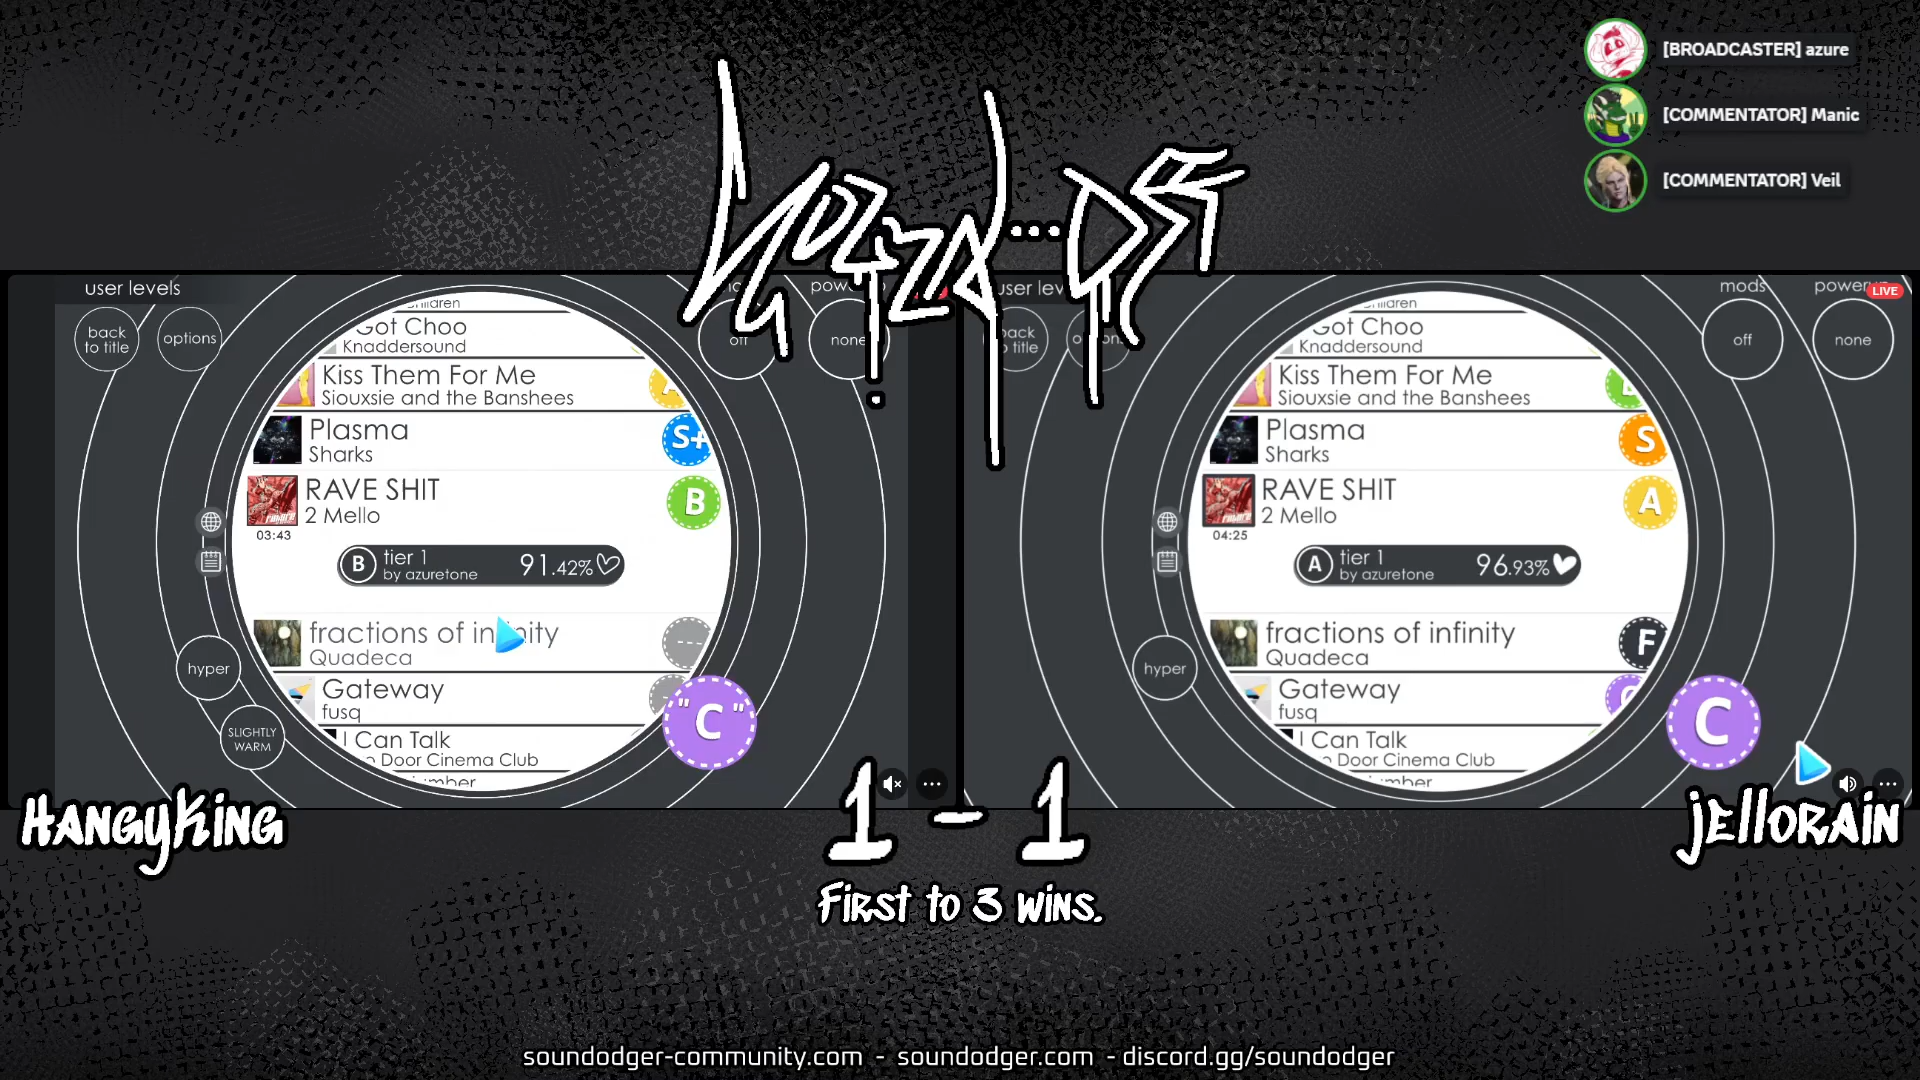 [BROADCASTER] azure
[COMMENTATOR] Manic
[COMMENTATOR] Veil
user levels
back
to title
options
off
none
Got Choo
Knaddersound
Kiss Them For Me
Siouxsie and the Banshees
Plasma
Sharks
S+
RAVE SHIT
2 Mello
B
03:43
B
tier 1
by azuretone
91.42%
fractions of infinity
Quadeca
---
Gateway
fusq
I Can Talk
Door Cinema Club
hyper
SLIGHTLY
WARM
"C"
user
mods
LIVE
back
to title
off
none
Got Choo
Knaddersound
Kiss Them For Me
Siouxsie and the Banshees
Plasma
Sharks
S
RAVE SHIT
2 Mello
A
04:25
A
tier 1
by azuretone
96.93%
fractions of infinity
Quadeca
F
Gateway
fusq
I Can Talk
Door Cinema Club
hyper
C
HangyKing
1 - 1
jellorain
First to 3 wins.
soundodger-community.com - soundodger.com - discord.gg/soundodger